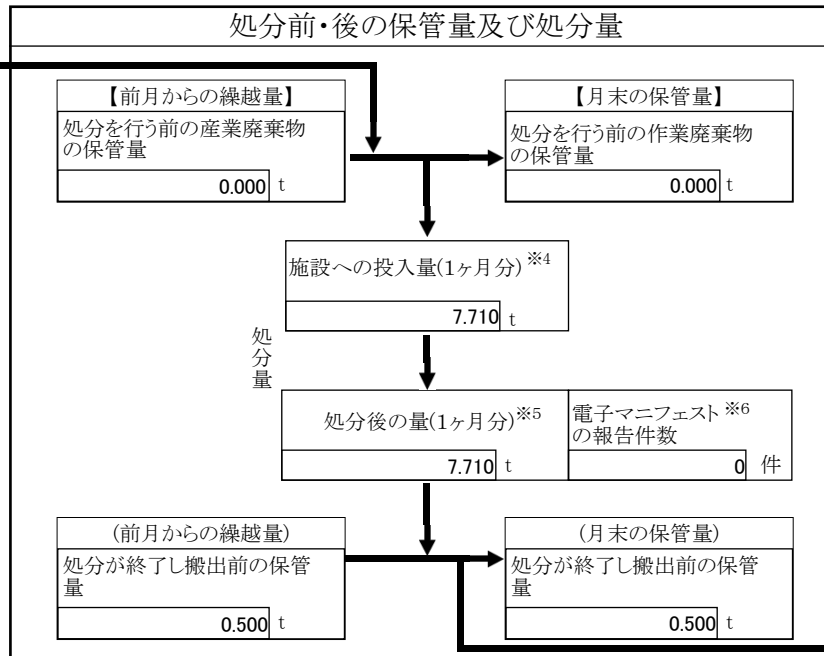 処分前・後の保管量及び処分量
【前月からの繰越量】
処分を行う前の産業廃棄物
の保管量
0.000 t
【月末の保管量】
処分を行う前の作業廃棄物
の保管量
0.000 t
施設への投入量(1ヶ月分)※4
7.710 t
処分量
処分後の量(1ヶ月分)※5
7.710 t
電子マニフェスト※6
の報告件数
0 件
(前月からの繰越量)
処分が終了し搬出前の保管
量
0.500 t
(月末の保管量)
処分が終了し搬出前の保管
量
0.500 t